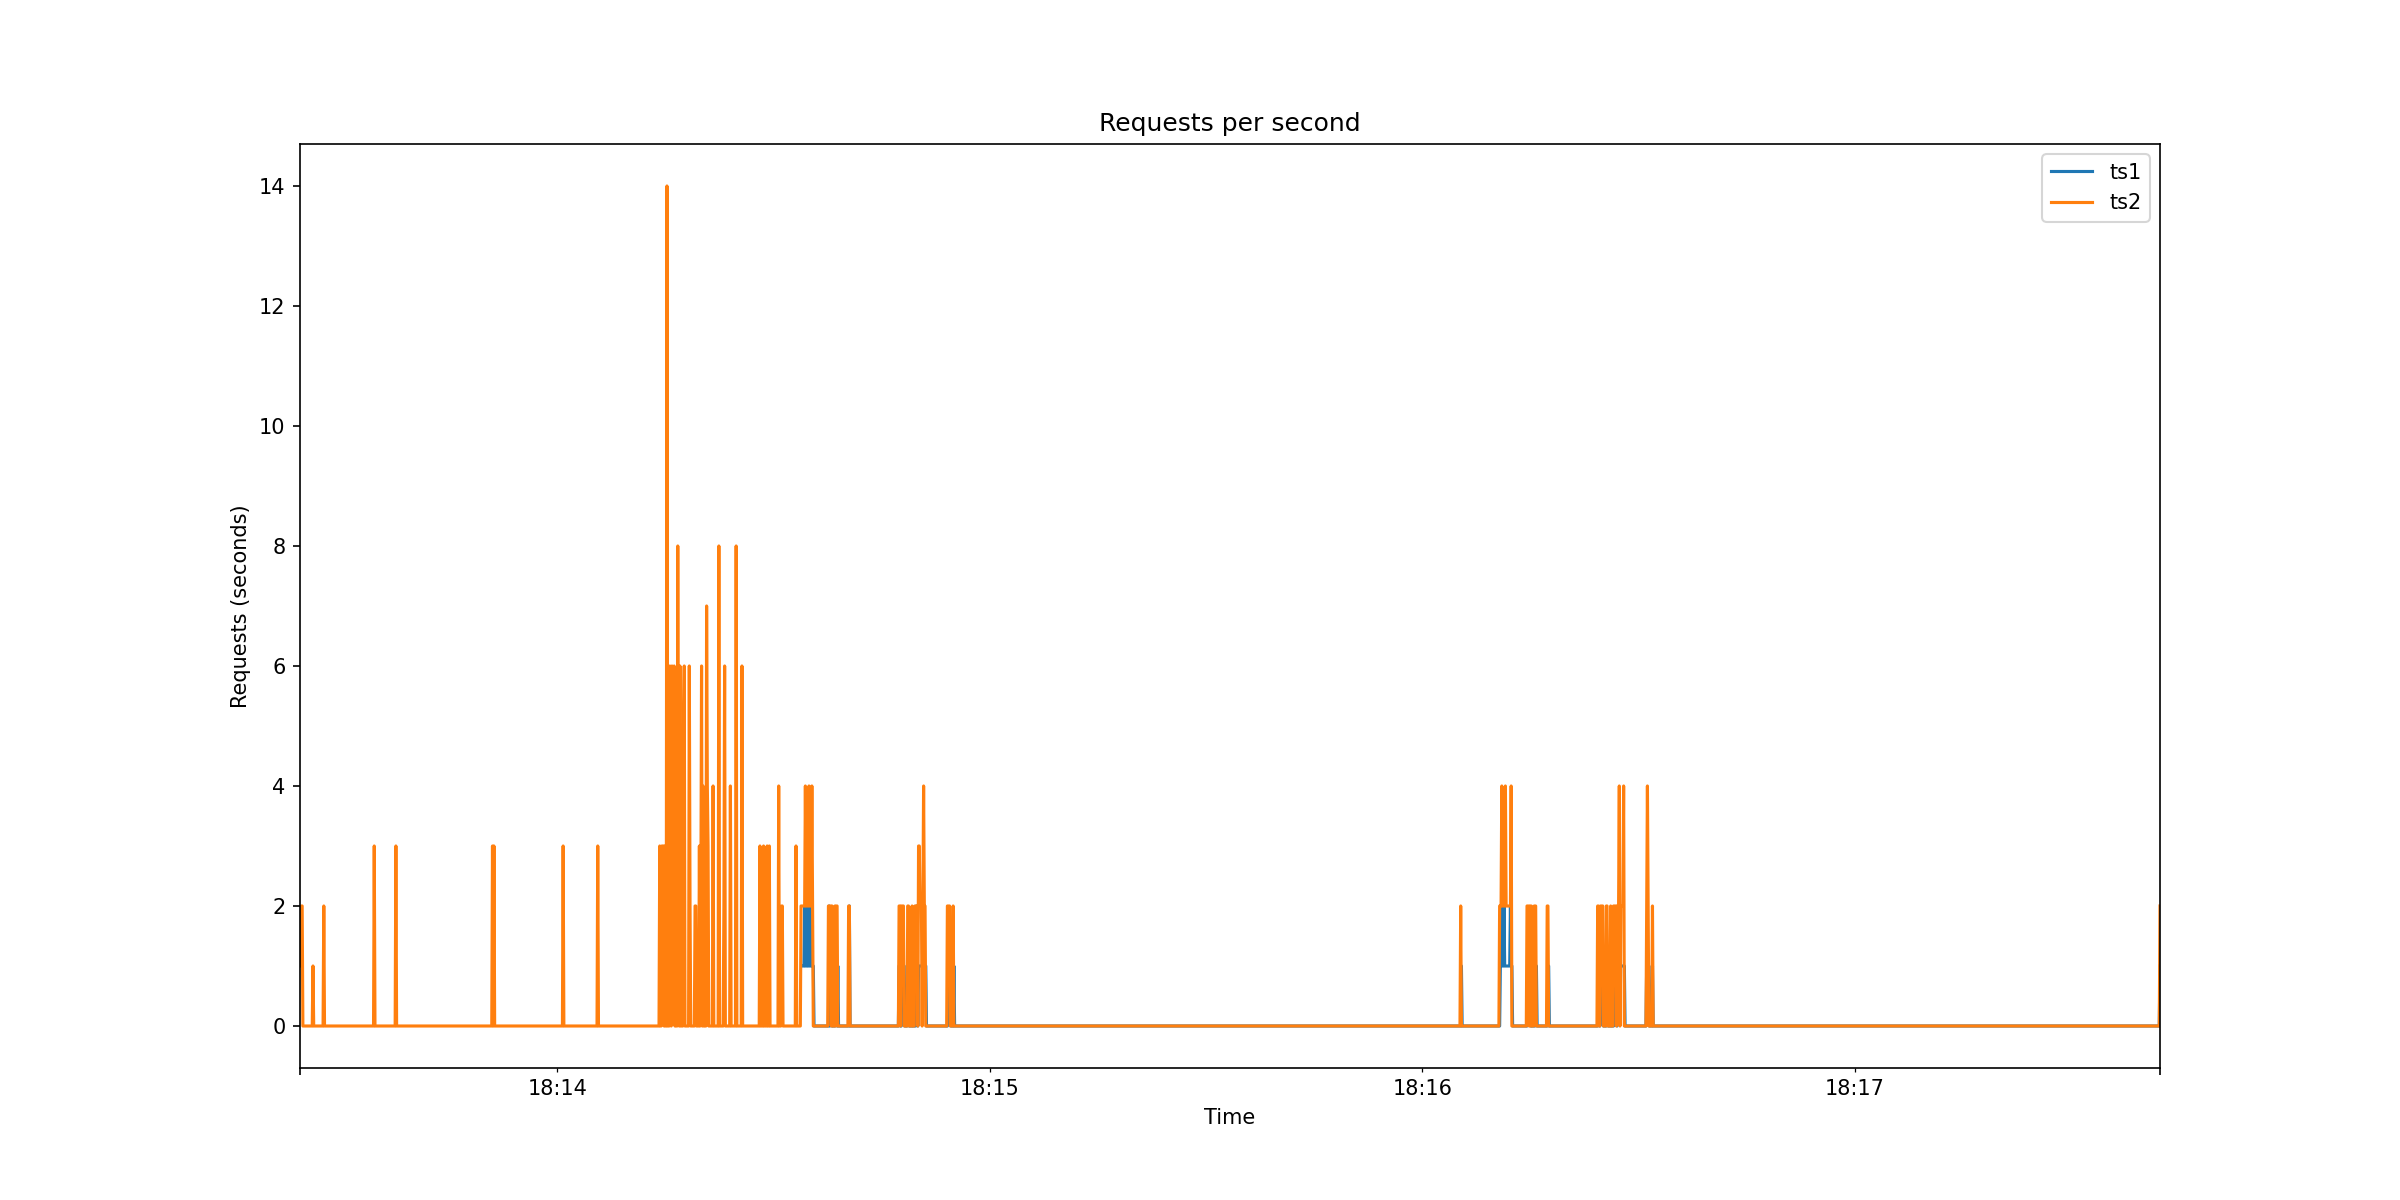 Requests per second
ts1
ts2
14
12
10
8
6
4
2
0
Requests (seconds)
18:14 18:15 18:16 18:17
Time